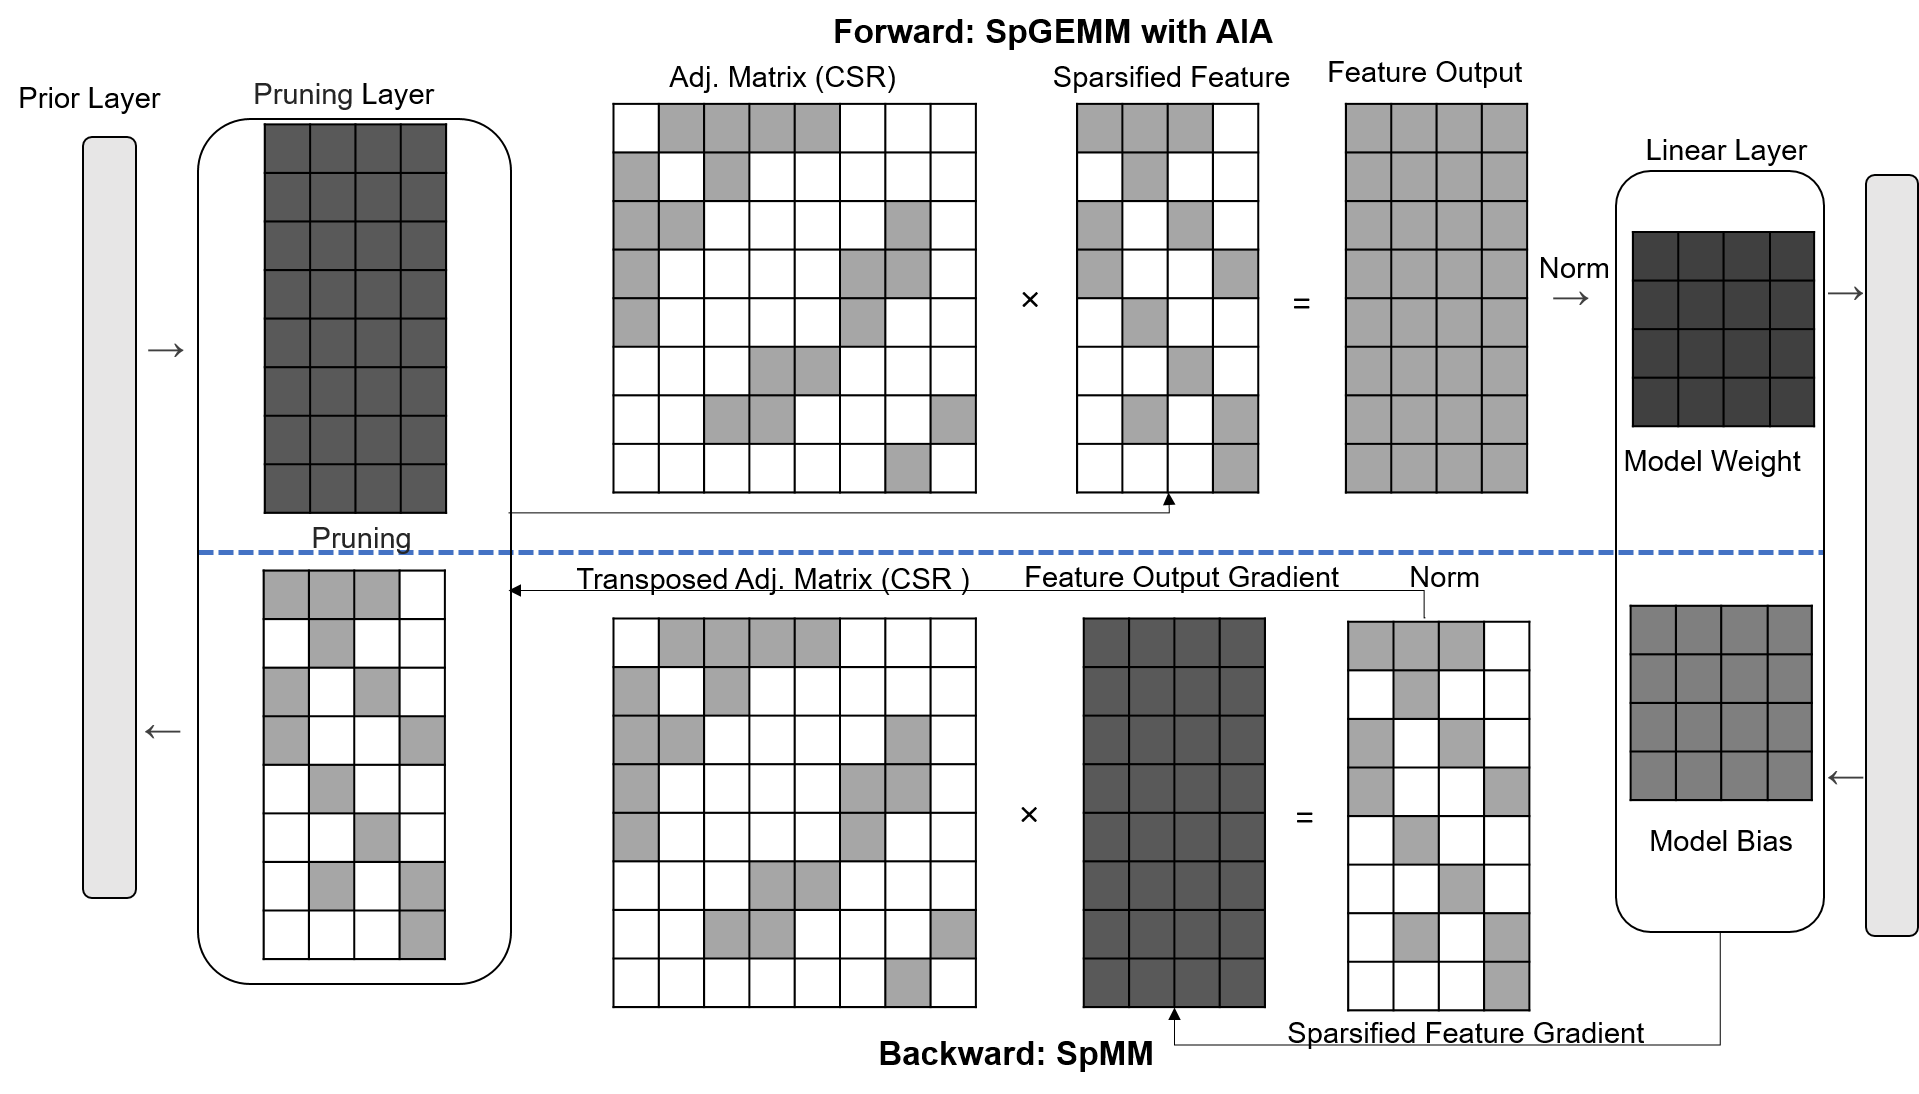 Forward: SpGEMM with AIA
Prior Layer
Pruning Layer
Adj. Matrix (CSR)
Sparsified Feature
Feature Output
Linear Layer
×
=
Norm
→
→
→
Model Weight
Pruning
Transposed Adj. Matrix (CSR )
Feature Output Gradient
Norm
←
×
=
←
Model Bias
Sparsified Feature Gradient
Backward: SpMM